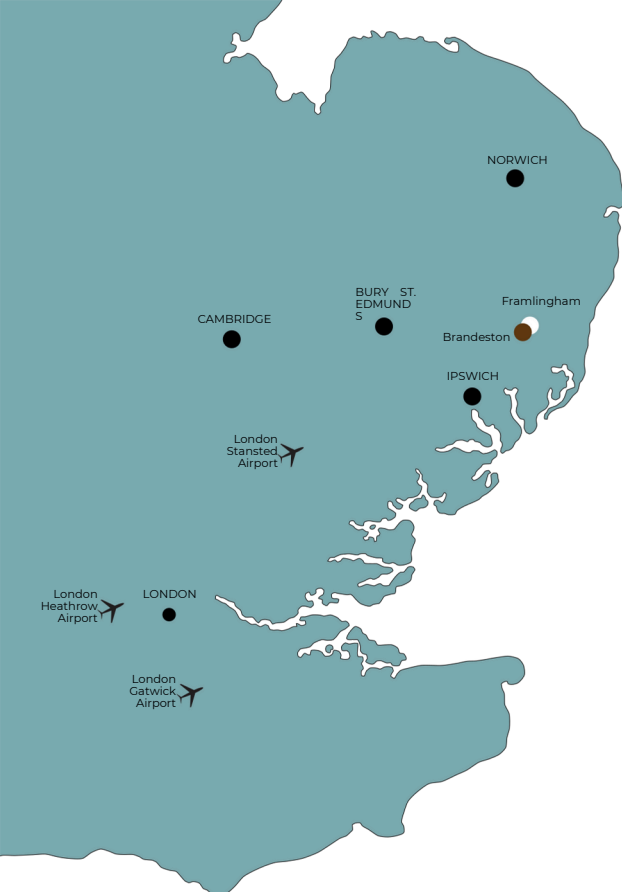 NORWICH
BURY ST.
EDMUND
S
Framlingham
CAMBRIDGE
Brandeston
IPSWICH
London
Stansted
Airport
London
Heathrow
Airport
LONDON
London
Gatwick
Airport